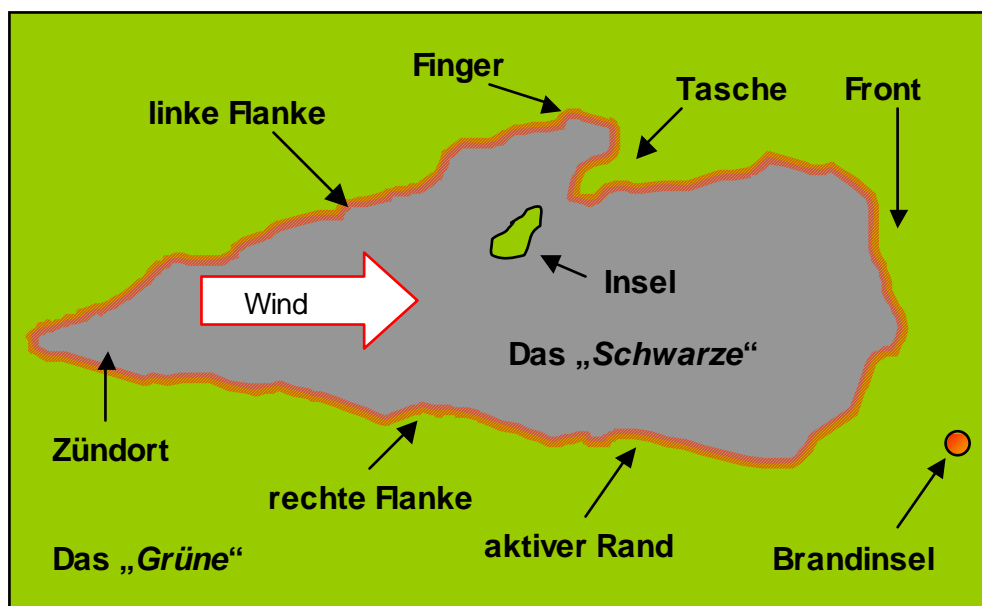 Finger
Tasche
Front
linke Flanke
Insel
Wind
Das „Schwarze“
Zündort
rechte Flanke
aktiver Rand
Das „Grüne“
Brandinsel